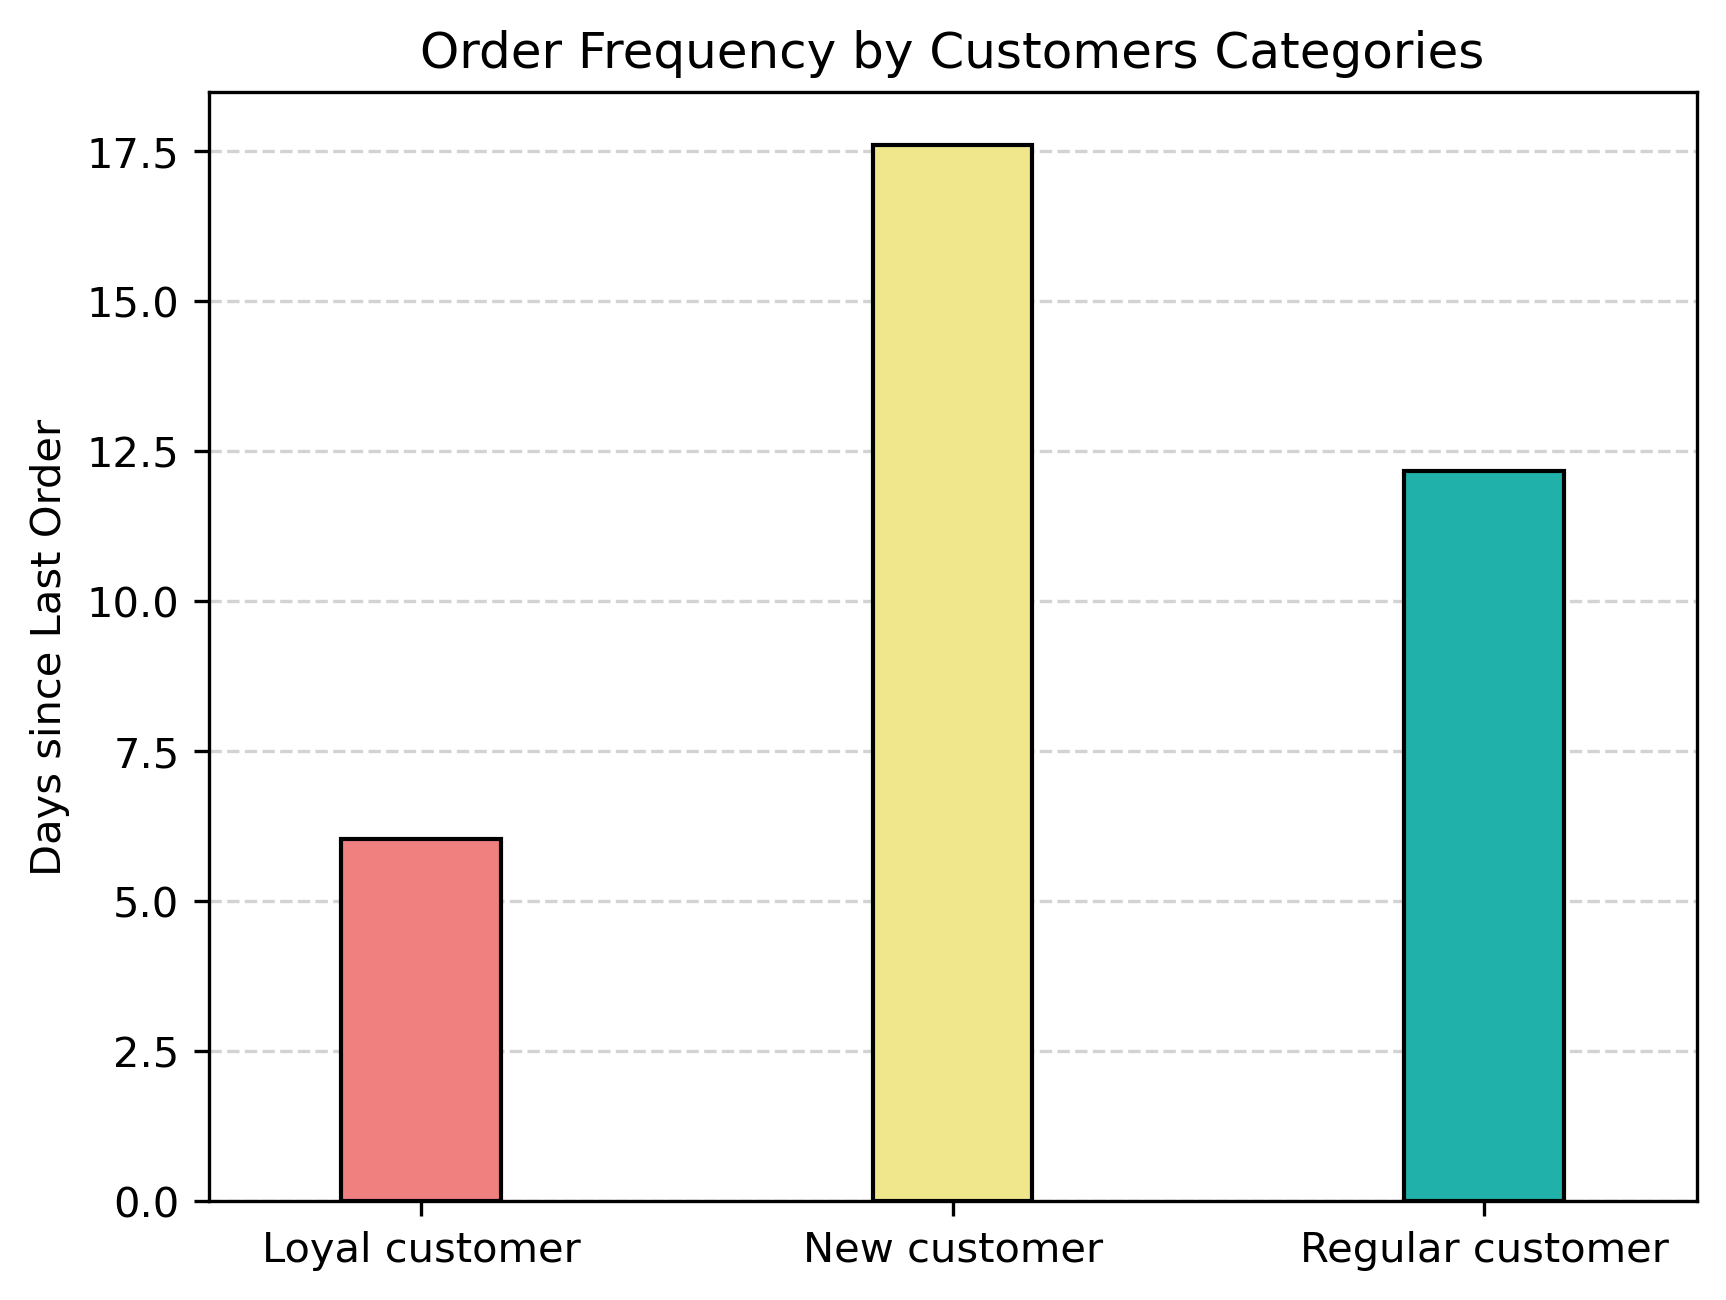 Order Frequency by Customers Categories
17.5
15.0
12.5
10.0
7.5
5.0
2.5
0.0
Days since Last Order
Loyal customer
New customer
Regular customer